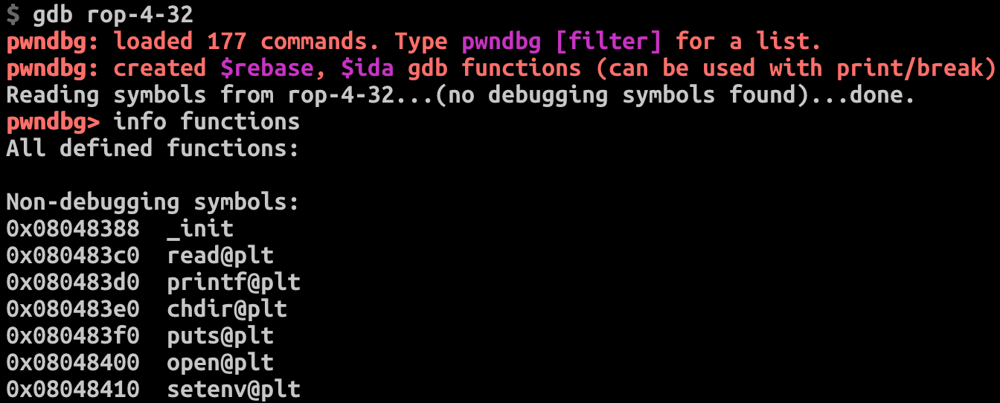 $ gdb rop-4-32
pwndbg: loaded 177 commands. Type pwndbg [filter] for a list.
pwndbg: created $rebase, $ida gdb functions (can be used with print/break)
Reading symbols from rop-4-32...(no debugging symbols found)...done.
pwndbg> info functions
All defined functions:
Non-debugging symbols:
0x08048388  _init
0x080483c0  read@plt
0x080483d0  printf@plt
0x080483e0  chdir@plt
0x080483f0  puts@plt
0x08048400  open@plt
0x08048410  setenv@plt